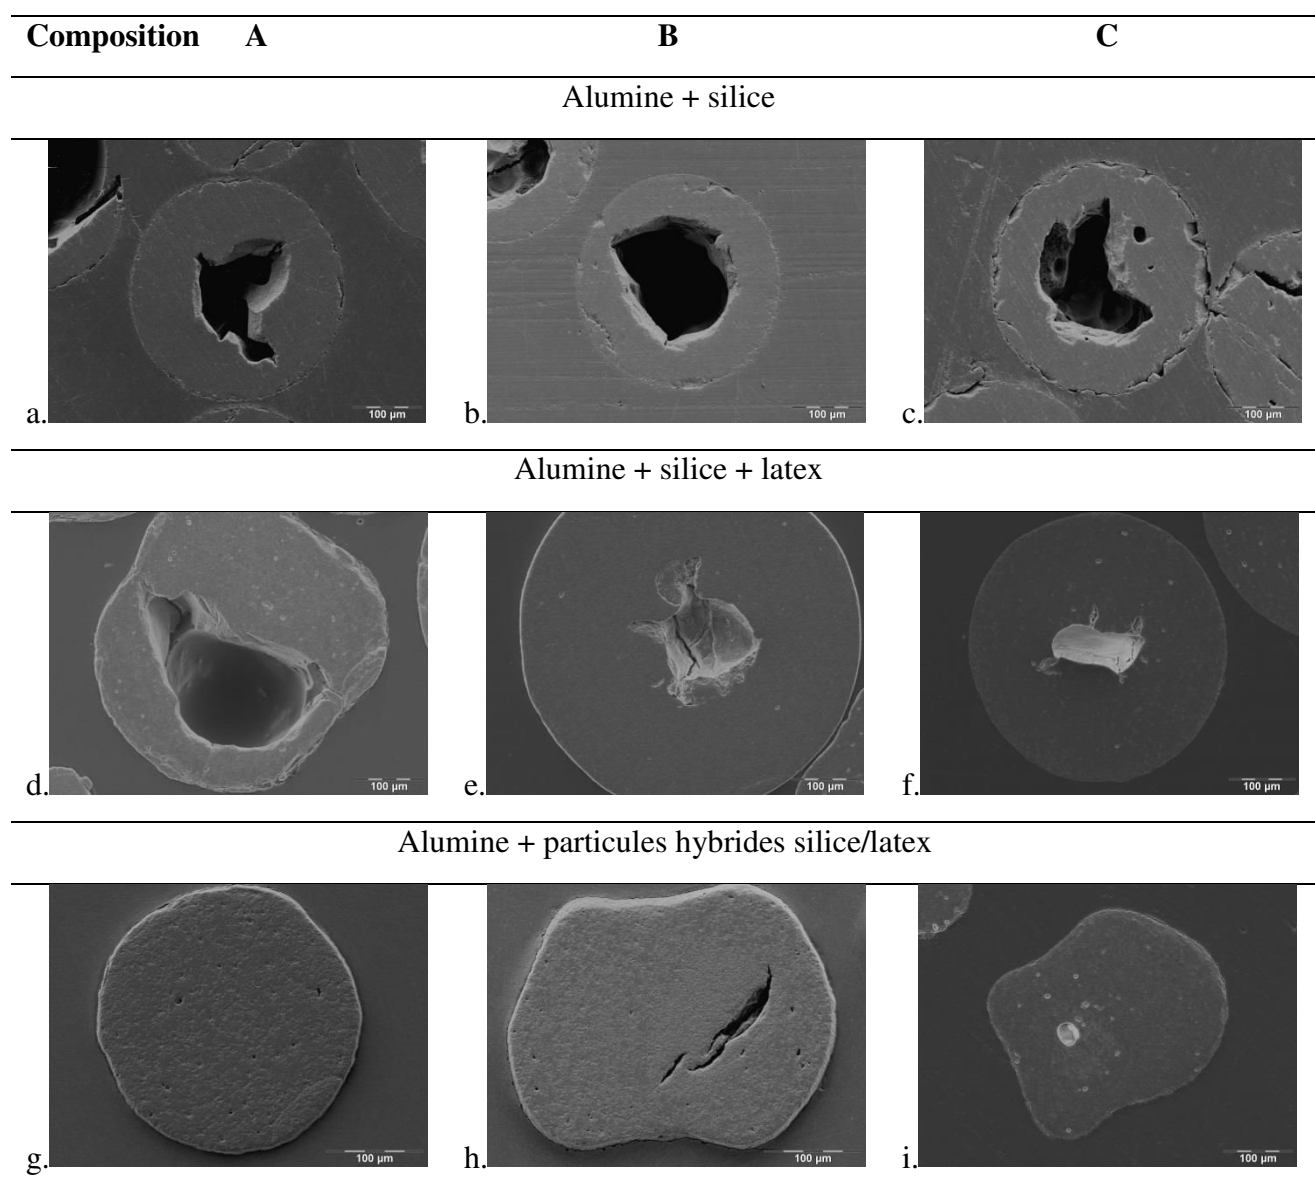 Composition A B C
Alumine + silice
100 µm 100 µm 100 µm
a. b. c.
Alumine + silice + latex
100 µm 100 µm 100 µm
d. e. f.
Alumine + particules hybrides silice/latex
100 µm 100 µm 100 µm
g. h. i.